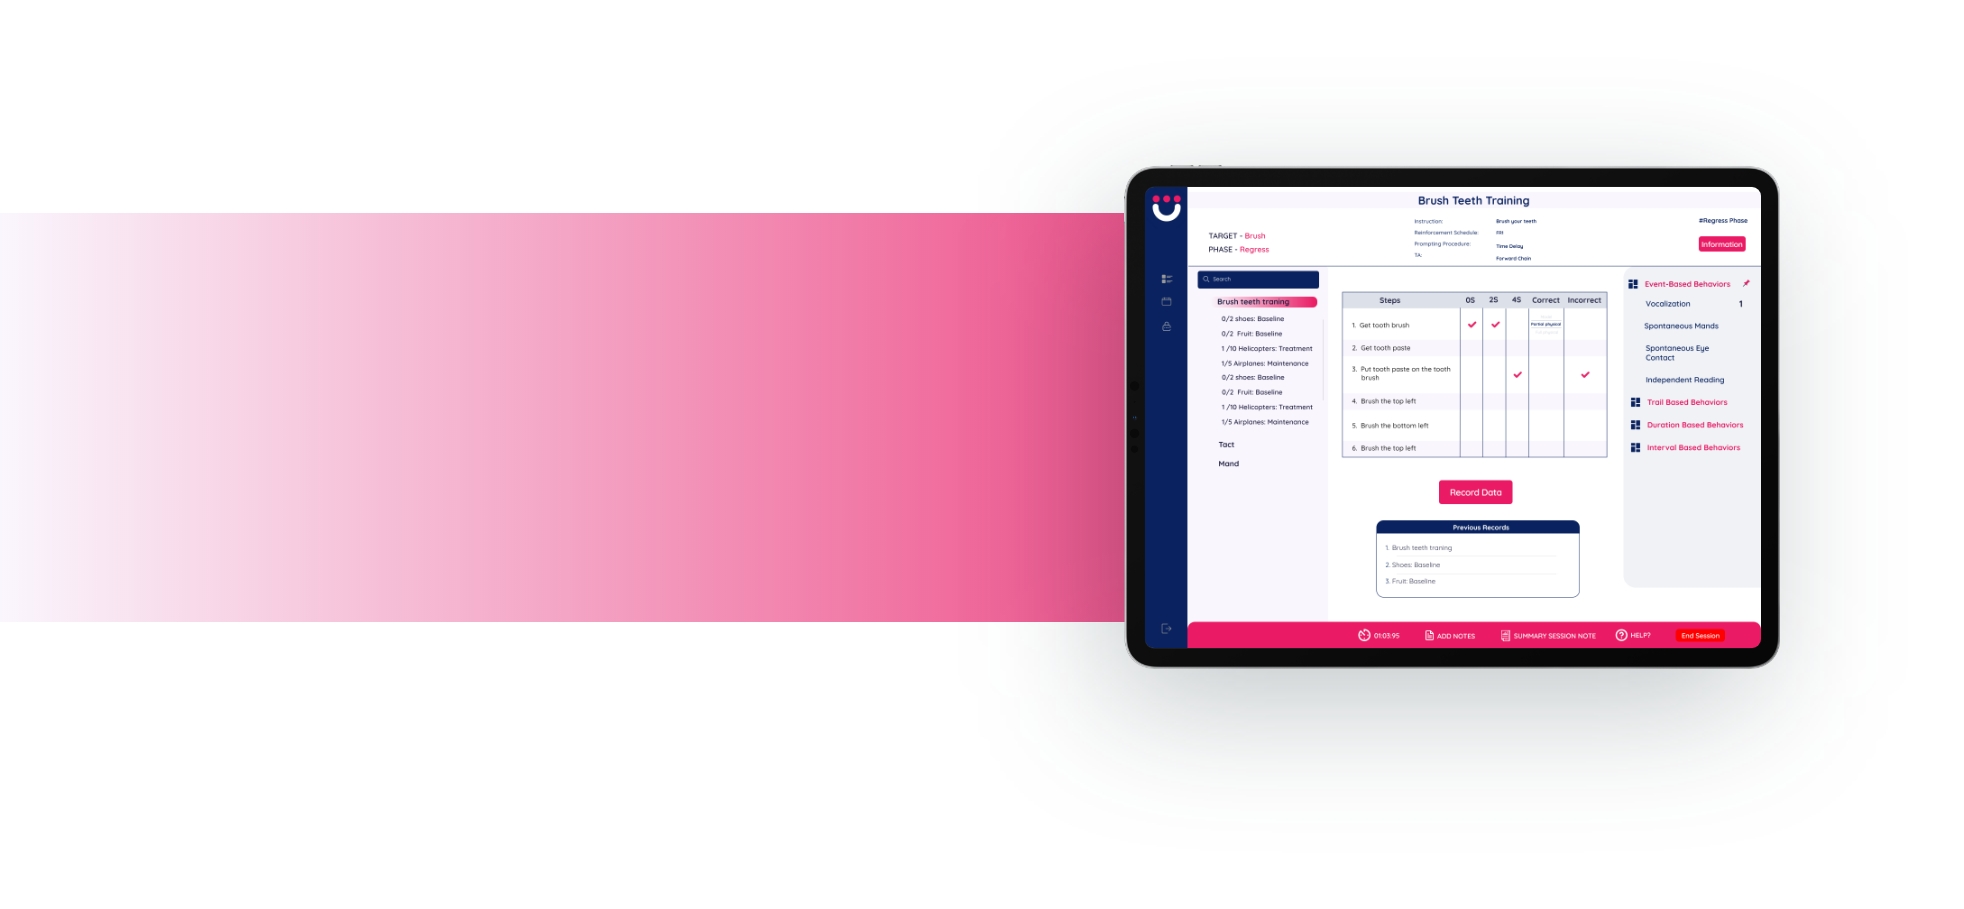 Brush Teeth Training
TARGET - Brush
PHASE - Regress
Instruction: Brush your teeth
Reinforcement Schedule: FR1
Prompting Procedure: Time Delay
TA: Forward Chain
#Regress Phase
Information
Search
Brush teeth traning
0/2 shoes: Baseline
0/2 Fruit: Baseline
1 /10 Helicopters: Treatment
1/5 Airplanes: Maintenance
0/2 shoes: Baseline
0/2 Fruit: Baseline
1 /10 Helicopters: Treatment
1/5 Airplanes: Maintenance
Tact
Mand
Steps 0S 2S 4S Correct Incorrect
1. Get tooth brush
Partial physical
2. Get tooth paste
3. Put tooth paste on the tooth
brush
4. Brush the top left
5. Brush the bottom left
6. Brush the top left
Record Data
Previous Records
1. Brush teeth traning
2. Shoes: Baseline
3. Fruit: Baseline
Event-Based Behaviors
Vocalization 1
Spontaneous Mands
Spontaneous Eye
Contact
Independent Reading
Trail Based Behaviors
Duration Based Behaviors
Interval Based Behaviors
01:03:95
ADD NOTES
SUMMARY SESSION NOTE
HELP?
End Session